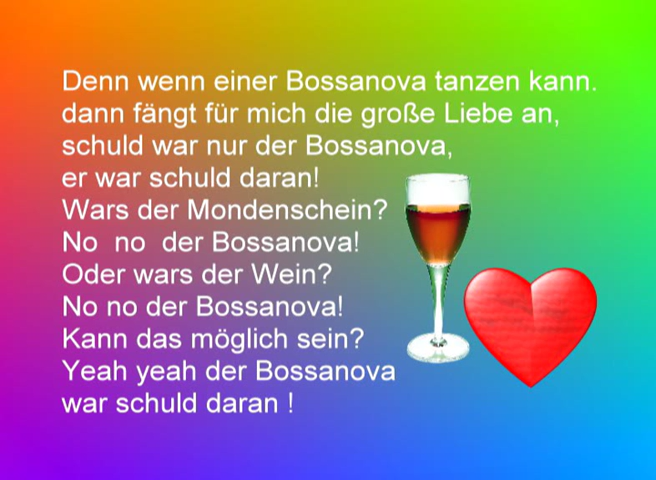 Denn wenn einer Bossanova tanzen kann.
dann fängt für mich die große Liebe an,
schuld war nur der Bossanova,
er war schuld daran!
Wars der Mondenschein?
No  no  der Bossanova!
Oder wars der Wein?
No no der Bossanova!
Kann das möglich sein?
Yeah yeah der Bossanova
war schuld daran !